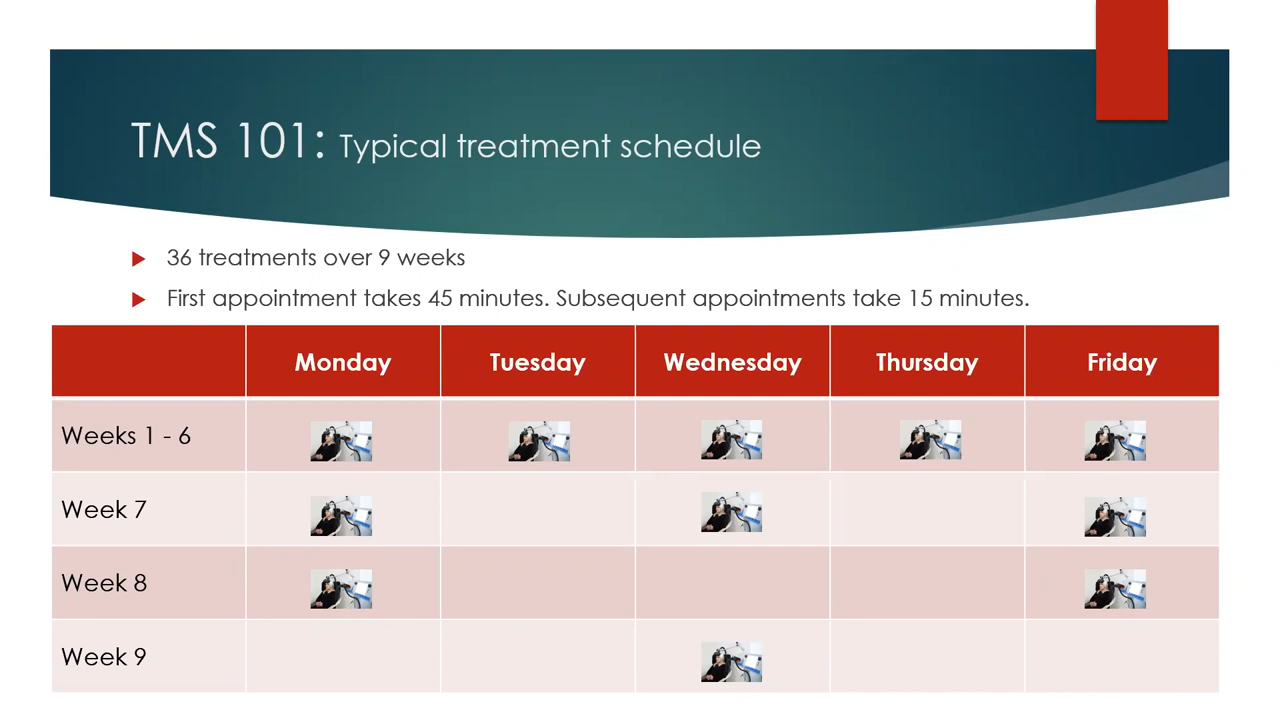 TMS 101: Typical treatment schedule
36 treatments over 9 weeks
First appointment takes 45 minutes. Subsequent appointments take 15 minutes.
Monday Tuesday Wednesday Thursday Friday
Weeks 1 - 6
Week 7
Week 8
Week 9